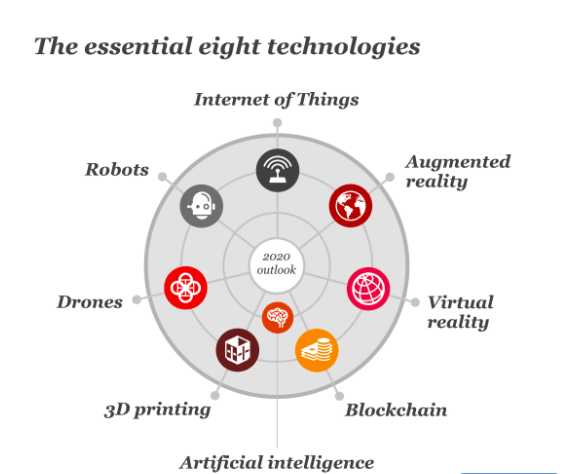 The essential eight technologies
Internet of Things
Robots
Augmented
reality
2020
outlook
Drones
Virtual
reality
3D printing
Blockchain
Artificial intelligence